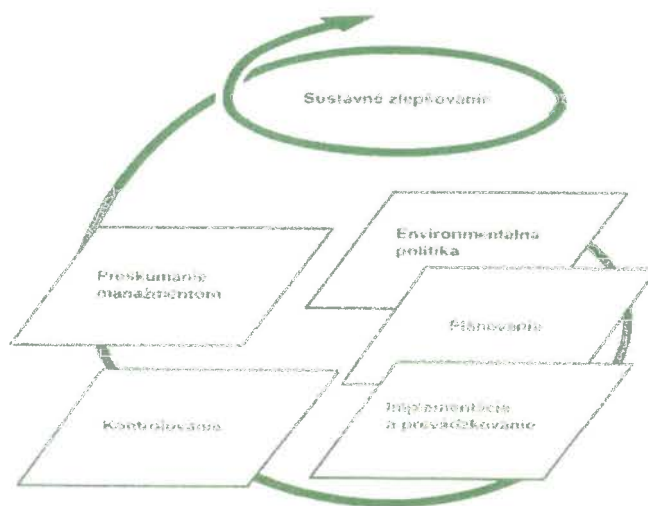 Sústavné zlepšovanie
Environmentálna
politika
Preskúmanie
manažmentom
Plánovanie
Implementácia
a prevádzkovanie
Kontrolovanie